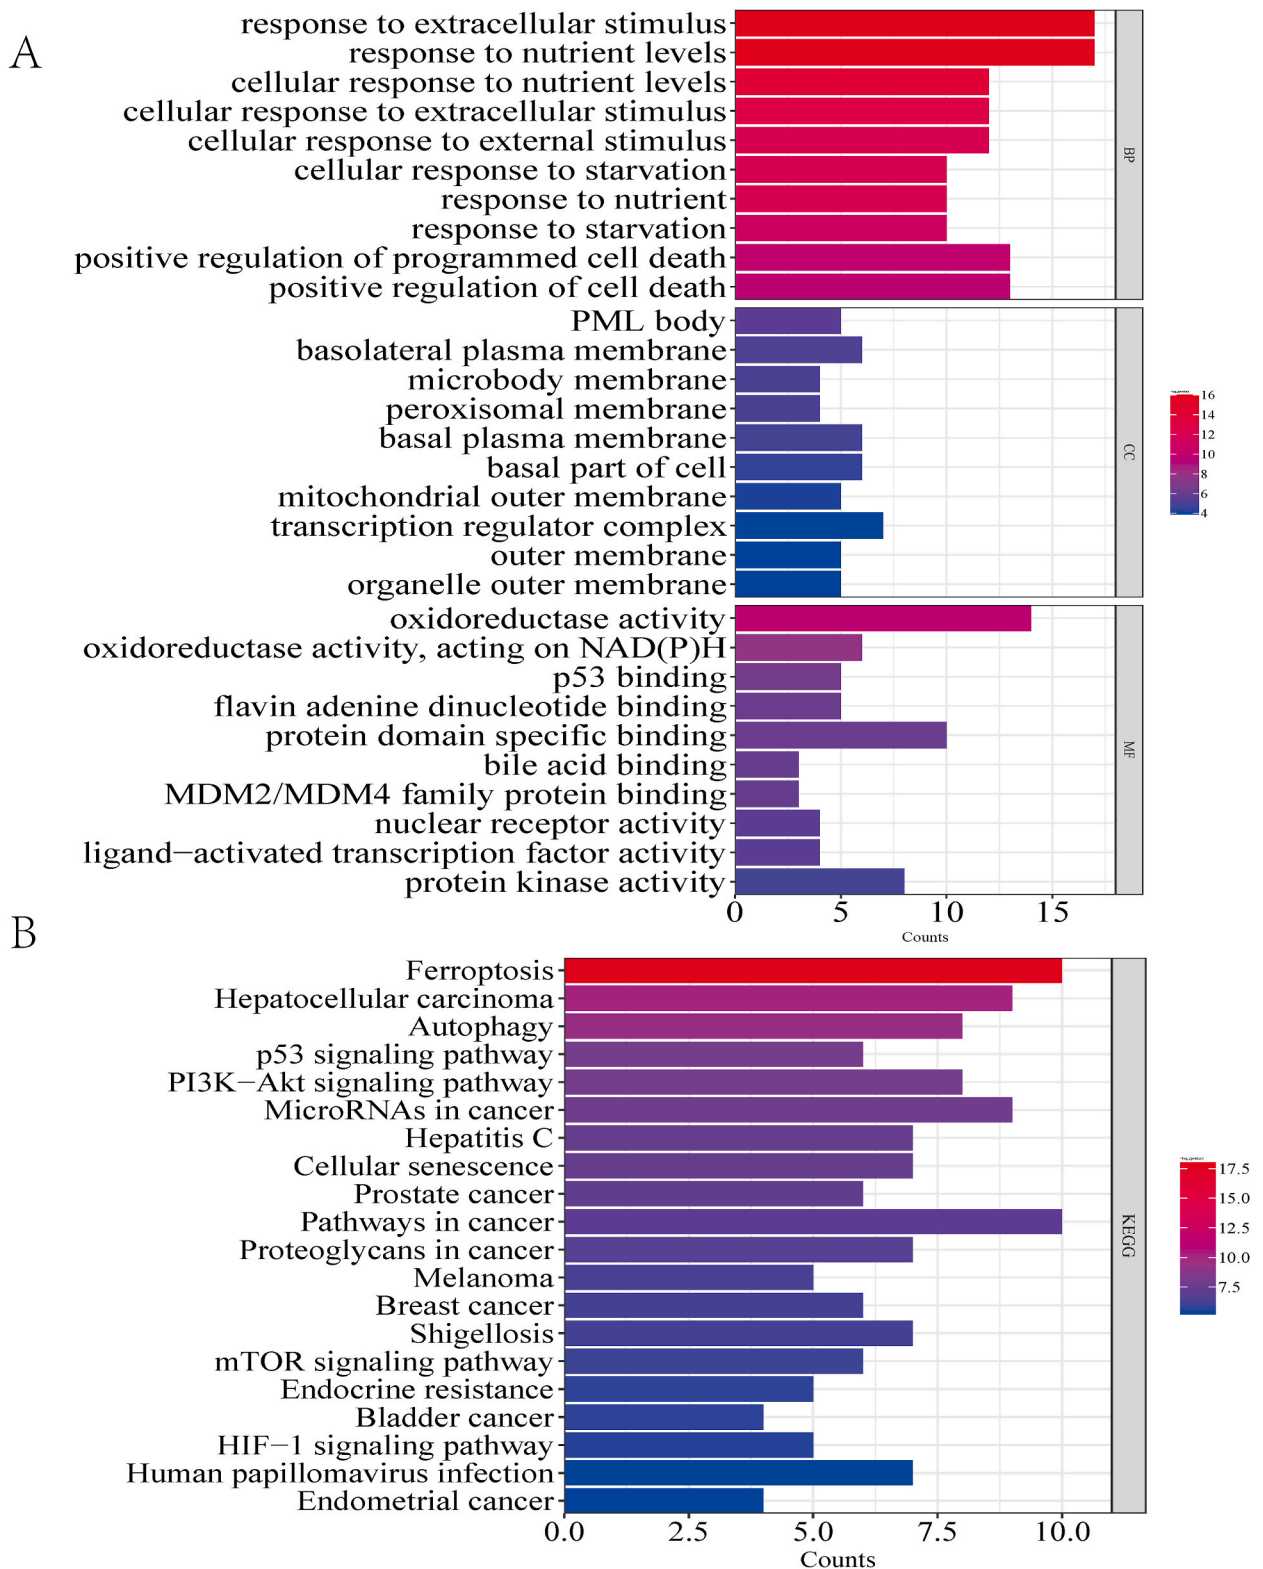 A
response to extracellular stimulus
response to nutrient levels
cellular response to nutrient levels
cellular response to extracellular stimulus
cellular response to external stimulus
cellular response to starvation
response to nutrient
response to starvation
positive regulation of programmed cell death
positive regulation of cell death
BP
PML body
basolateral plasma membrane
microbody membrane
peroxisomal membrane
basal plasma membrane
basal part of cell
mitochondrial outer membrane
transcription regulator complex
outer membrane
organelle outer membrane
CC
oxidoreductase activity
oxidoreductase activity, acting on NAD(P)H
p53 binding
flavin adenine dinucleotide binding
protein domain specific binding
bile acid binding
MDM2/MDM4 family protein binding
nuclear receptor activity
ligand−activated transcription factor activity
protein kinase activity
MF
0 5 10 15
Counts
16
14
12
10
8
6
4
B
Ferroptosis
Hepatocellular carcinoma
Autophagy
p53 signaling pathway
PI3K−Akt signaling pathway
MicroRNAs in cancer
Hepatitis C
Cellular senescence
Prostate cancer
Pathways in cancer
Proteoglycans in cancer
Melanoma
Breast cancer
Shigellosis
mTOR signaling pathway
Endocrine resistance
Bladder cancer
HIF−1 signaling pathway
Human papillomavirus infection
Endometrial cancer
KEGG
0.0 2.5 5.0 7.5 10.0
Counts
17.5
15.0
12.5
10.0
7.5